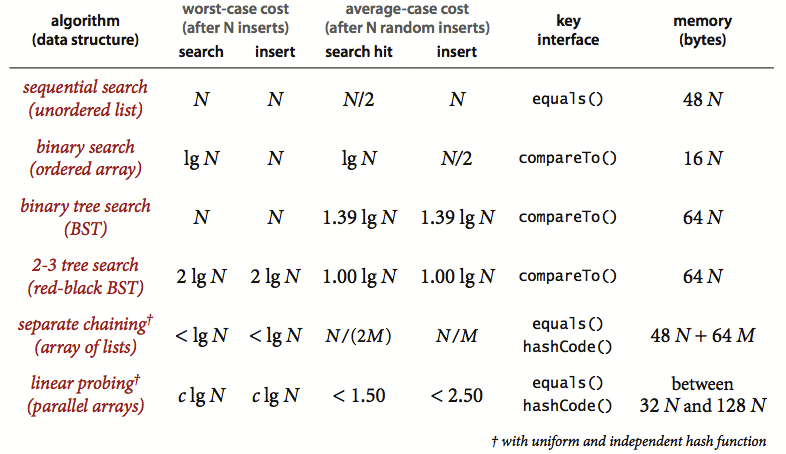 algorithm (data structure) | worst-case cost (after N inserts) search | worst-case cost (after N inserts) insert | average-case cost (after N random inserts) search hit | average-case cost (after N random inserts) insert | key interface | memory (bytes)
sequential search (unordered list) | N | N | N/2 | N | equals() | 48 N
binary search (ordered array) | lg N | N | lg N | N/2 | compareTo() | 16 N
binary tree search (BST) | N | N | 1.39 lg N | 1.39 lg N | compareTo() | 64 N
2-3 tree search (red-black BST) | 2 lg N | 2 lg N | 1.00 lg N | 1.00 lg N | compareTo() | 64 N
separate chaining† (array of lists) | < lg N | < lg N | N/(2M) | N/M | equals() hashCode() | 48 N + 64 M
linear probing† (parallel arrays) | c lg N | c lg N | < 1.50 | < 2.50 | equals() hashCode() | between 32 N and 128 N
† with uniform and independent hash function